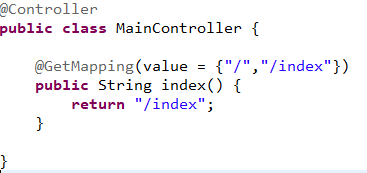 @Controller
public class MainController {
@GetMapping(value = {"/","/index"})
public String index() {
return "/index";
}
}